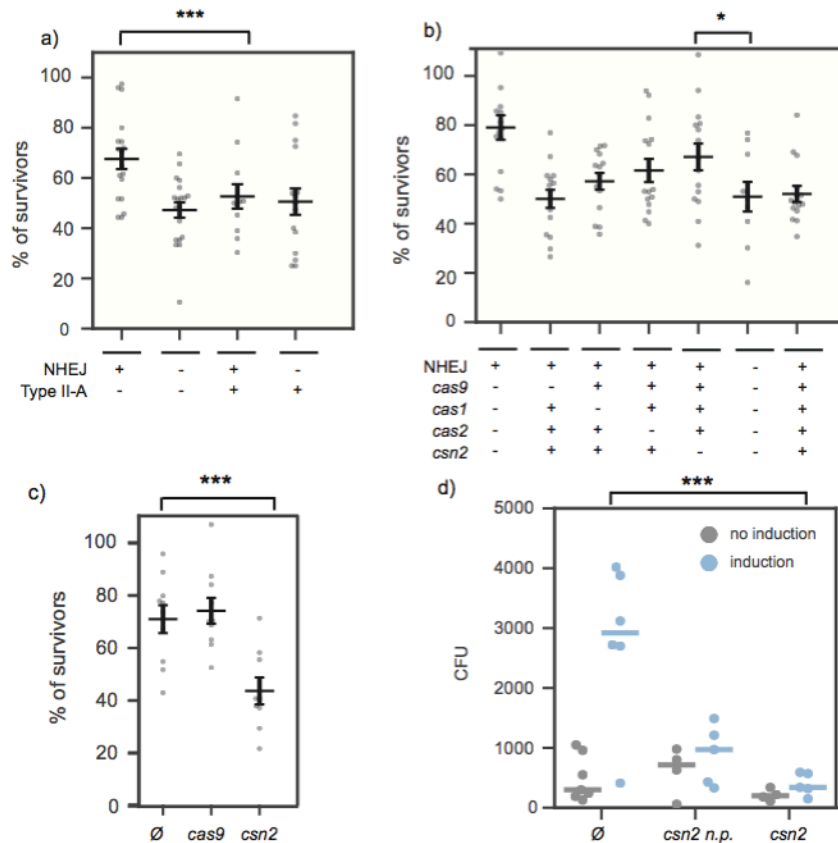 a)
***
% of survivors
100
80
60
40
20
0
NHEJ + - + -
Type II-A - - + +
b)
*
% of survivors
100
80
60
40
20
0
NHEJ + + + + + - +
cas9 - - + + + - +
cas1 - + - + + - +
cas2 - + + - + - +
csn2 - + + + - - +
c)
***
% of survivors
100
80
60
40
20
0
Ø cas9 csn2
d)
***
CFU
5000
4000
3000
2000
1000
0
no induction
induction
Ø csn2 n.p. csn2